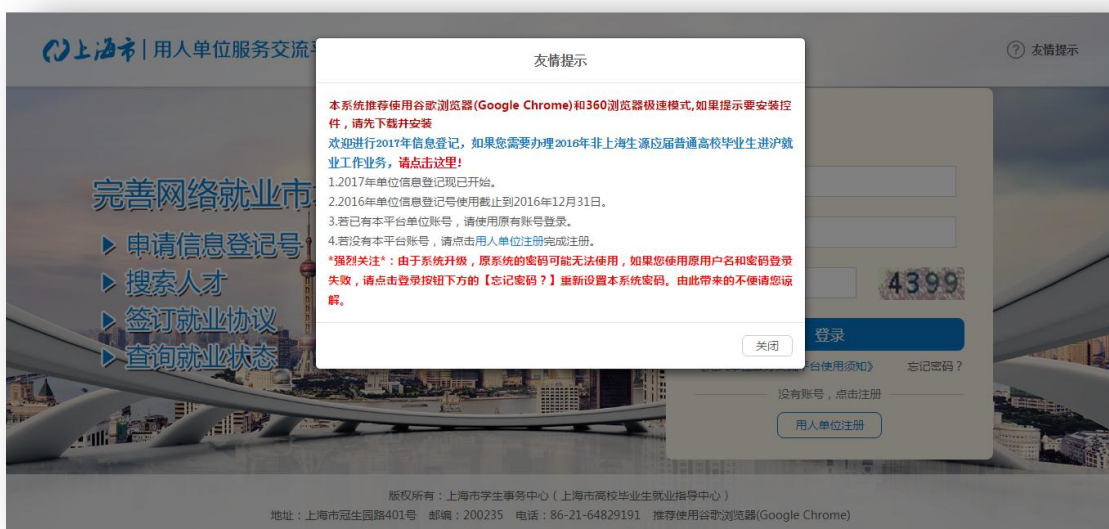 上海市 | 用人单位服务交流
友情提示
友情提示
本系统推荐使用谷歌浏览器(Google Chrome)和360浏览器极速模式,如果提示要安装控
件，请先下载并安装
欢迎进行2017年信息登记，如果您需要办理2016年非上海生源应届普通高校毕业生进沪就
业工作业务，请点击这里!
1.2017年单位信息登记现已开始。
2.2016年单位信息登记号使用截止到2016年12月31日。
3.若已有本平台单位账号，请使用原有账号登录。
4.若没有本平台账号，请点击用人单位注册完成注册。
*强烈关注*：由于系统升级，原系统的密码可能无法使用，如果您使用原用户名和密码登录
失败，请点击登录按钮下方的【忘记密码？】重新设置本系统密码。由此带来的不便请您谅
解。
关闭
完善网络就业市
▶ 申请信息登记号
▶ 搜索人才
▶ 签订就业协议
▶ 查询就业状态
4399
登录
台使用须知》
忘记密码？
没有账号，点击注册
用人单位注册
版权所有：上海市学生事务中心（上海市高校毕业生就业指导中心）
地址：上海市冠生园路401号 邮编：200235 电话：86-21-64829191 推荐使用谷歌浏览器(Google Chrome)